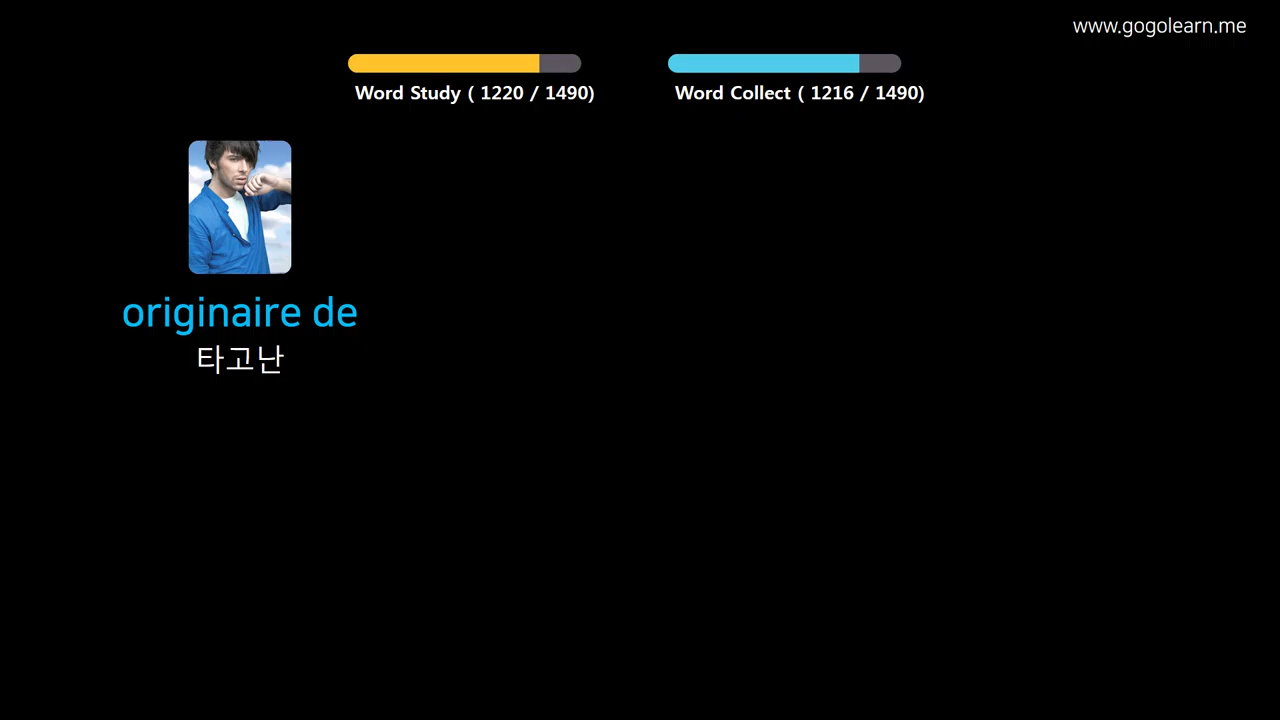 www.gogolearn.me
Word Study ( 1220 / 1490)
Word Collect ( 1216 / 1490)
originaire de
타고난